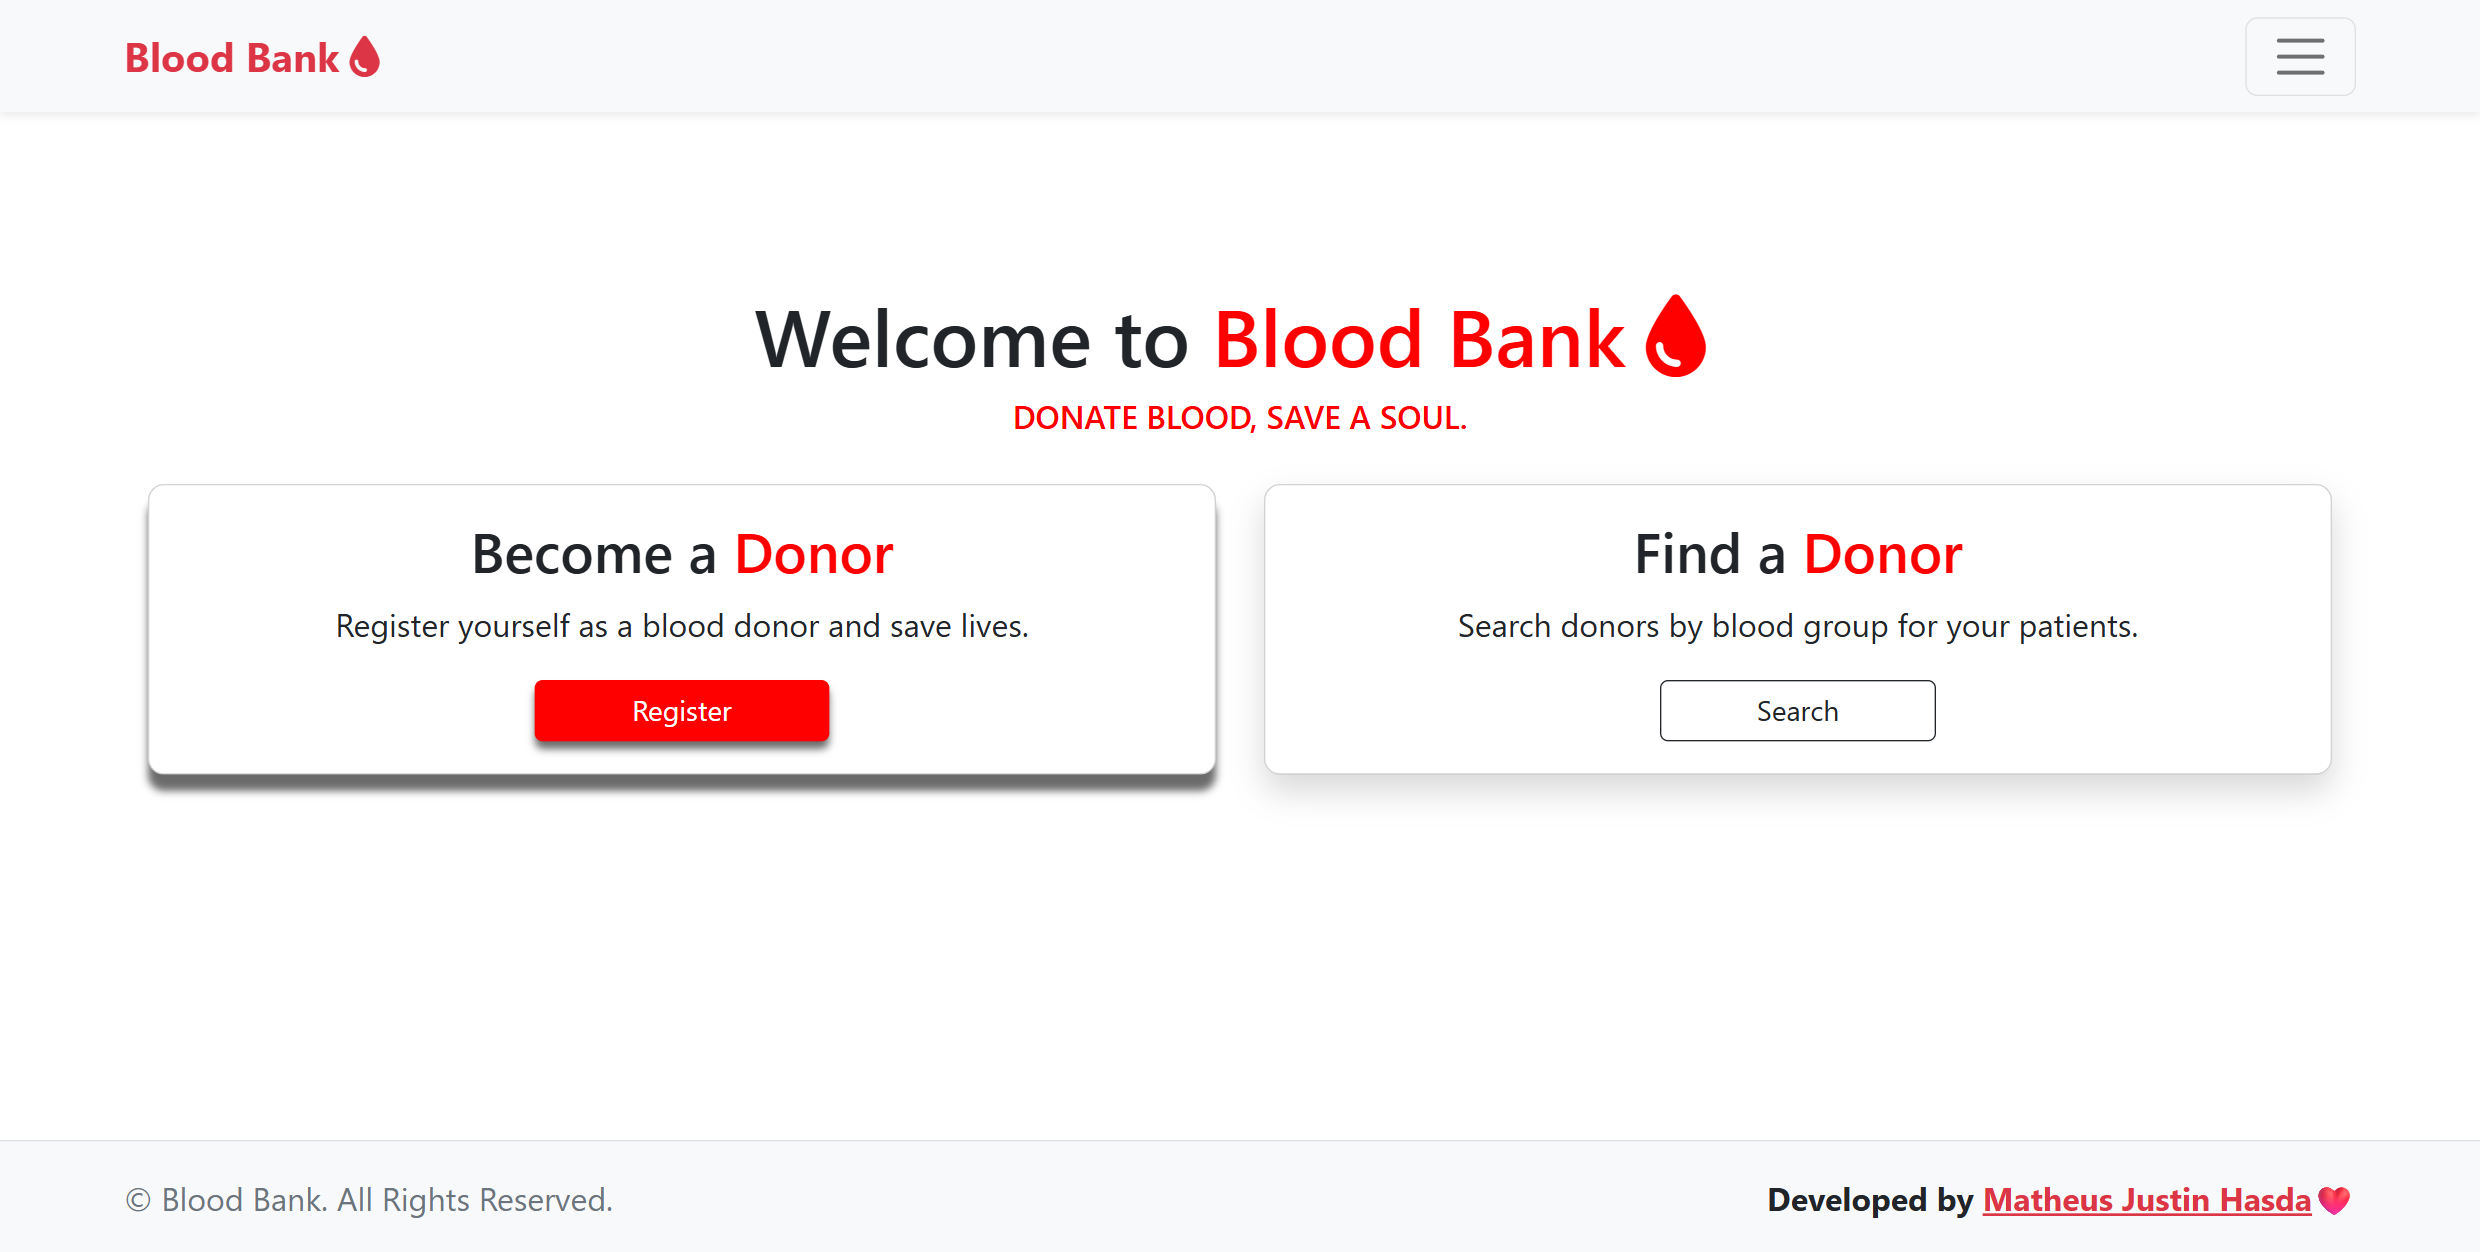 Blood Bank
Welcome to Blood Bank
DONATE BLOOD, SAVE A SOUL.
Become a Donor
Register yourself as a blood donor and save lives.
Register
Find a Donor
Search donors by blood group for your patients.
Search
© Blood Bank. All Rights Reserved.
Developed by Matheus Justin Hasda